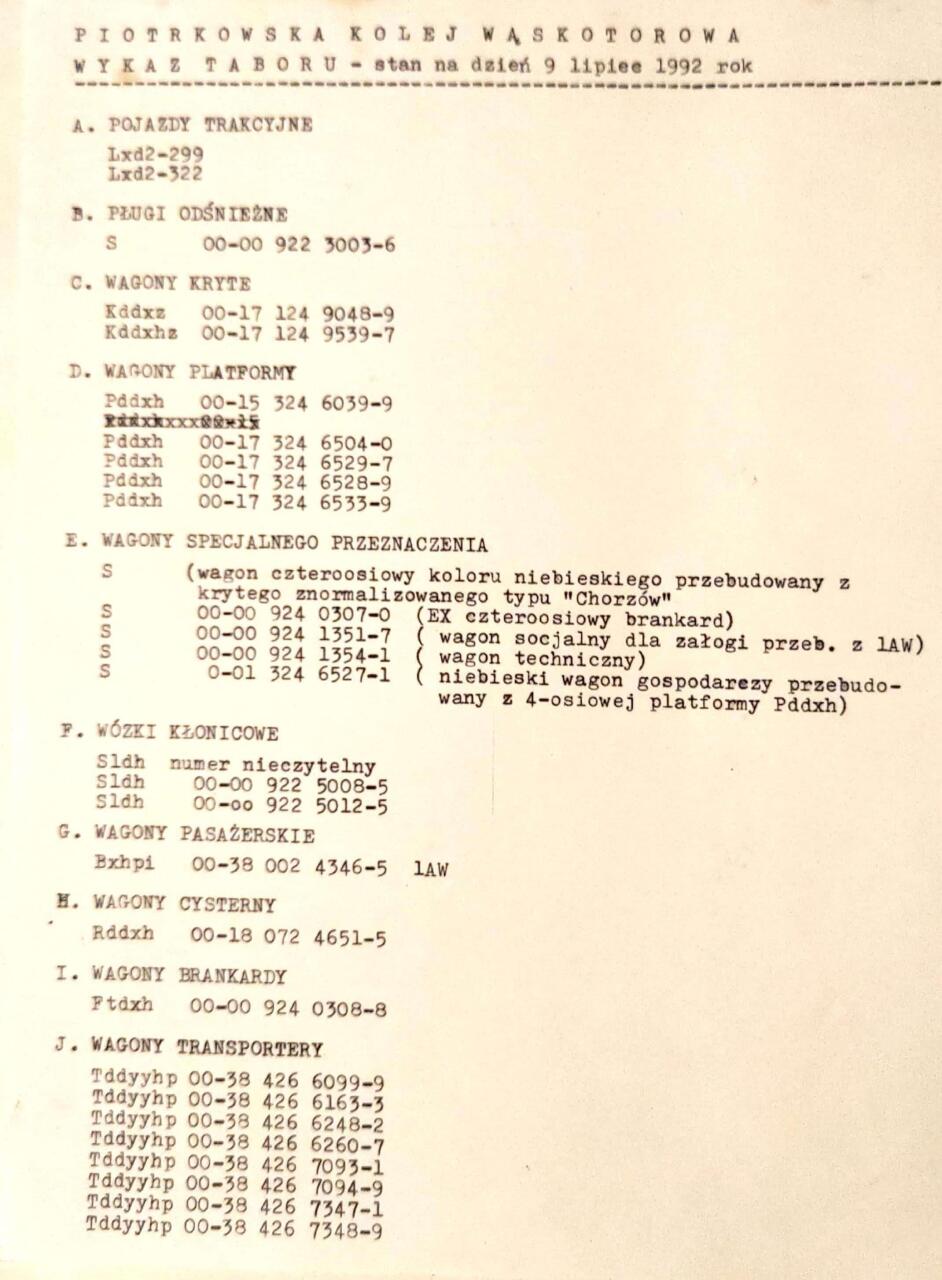 PIOTRKOWSKA KOLEJ WĄSKOTOROWA
WYKAZ TABORU - stan na dzień 9 lipiec 1992 rok
A. POJAZDY TRAKCYJNE
Lxd2-299
Lxd2-322
B. PŁUGI ODŚNIEŻNE
S 00-00 922 3003-6
C. WAGONY KRYTE
Kddxz 00-17 124 9048-9
Kddxhz 00-17 124 9539-7
D. WAGONY PLATFORMY
Pddxh 00-15 324 6039-9
Pddxh 00-17 324 6504-0
Pddxh 00-17 324 6529-7
Pddxh 00-17 324 6528-9
Pddxh 00-17 324 6533-9
E. WAGONY SPECJALNEGO PRZEZNACZENIA
S (wagon czteroosiowy koloru niebieskiego przebudowany z
krytego znormalizowanego typu "Chorzów"
S 00-00 924 0307-0 (EX czteroosiowy brankard)
S 00-00 924 1351-7 ( wagon socjalny dla załogi przeb. z 1AW)
S 00-00 924 1354-1 ( wagon techniczny)
S 0-01 324 6527-1 ( niebieski wagon gospodarezy przebudo-
wany z 4-osiowej platformy Pddxh)
F. WÓZKI KŁONICOWE
Sldh numer nieczytelny
Sldh 00-00 922 5008-5
Sldh 00-oo 922 5012-5
G. WAGONY PASAŻERSKIE
Bxhpi 00-38 002 4346-5 1AW
H. WAGONY CYSTERNY
Rddxh 00-18 072 4651-5
I. WAGONY BRANKARDY
Ftdxh 00-00 924 0308-8
J. WAGONY TRANSPORTERY
Tddyyhp 00-38 426 6099-9
Tddyyhp 00-38 426 6163-3
Tddyyhp 00-38 426 6248-2
Tddyyhp 00-38 426 6260-7
Tddyyhp 00-38 426 7093-1
Tddyyhp 00-38 426 7094-9
Tddyyhp 00-38 426 7347-1
Tddyyhp 00-38 426 7348-9